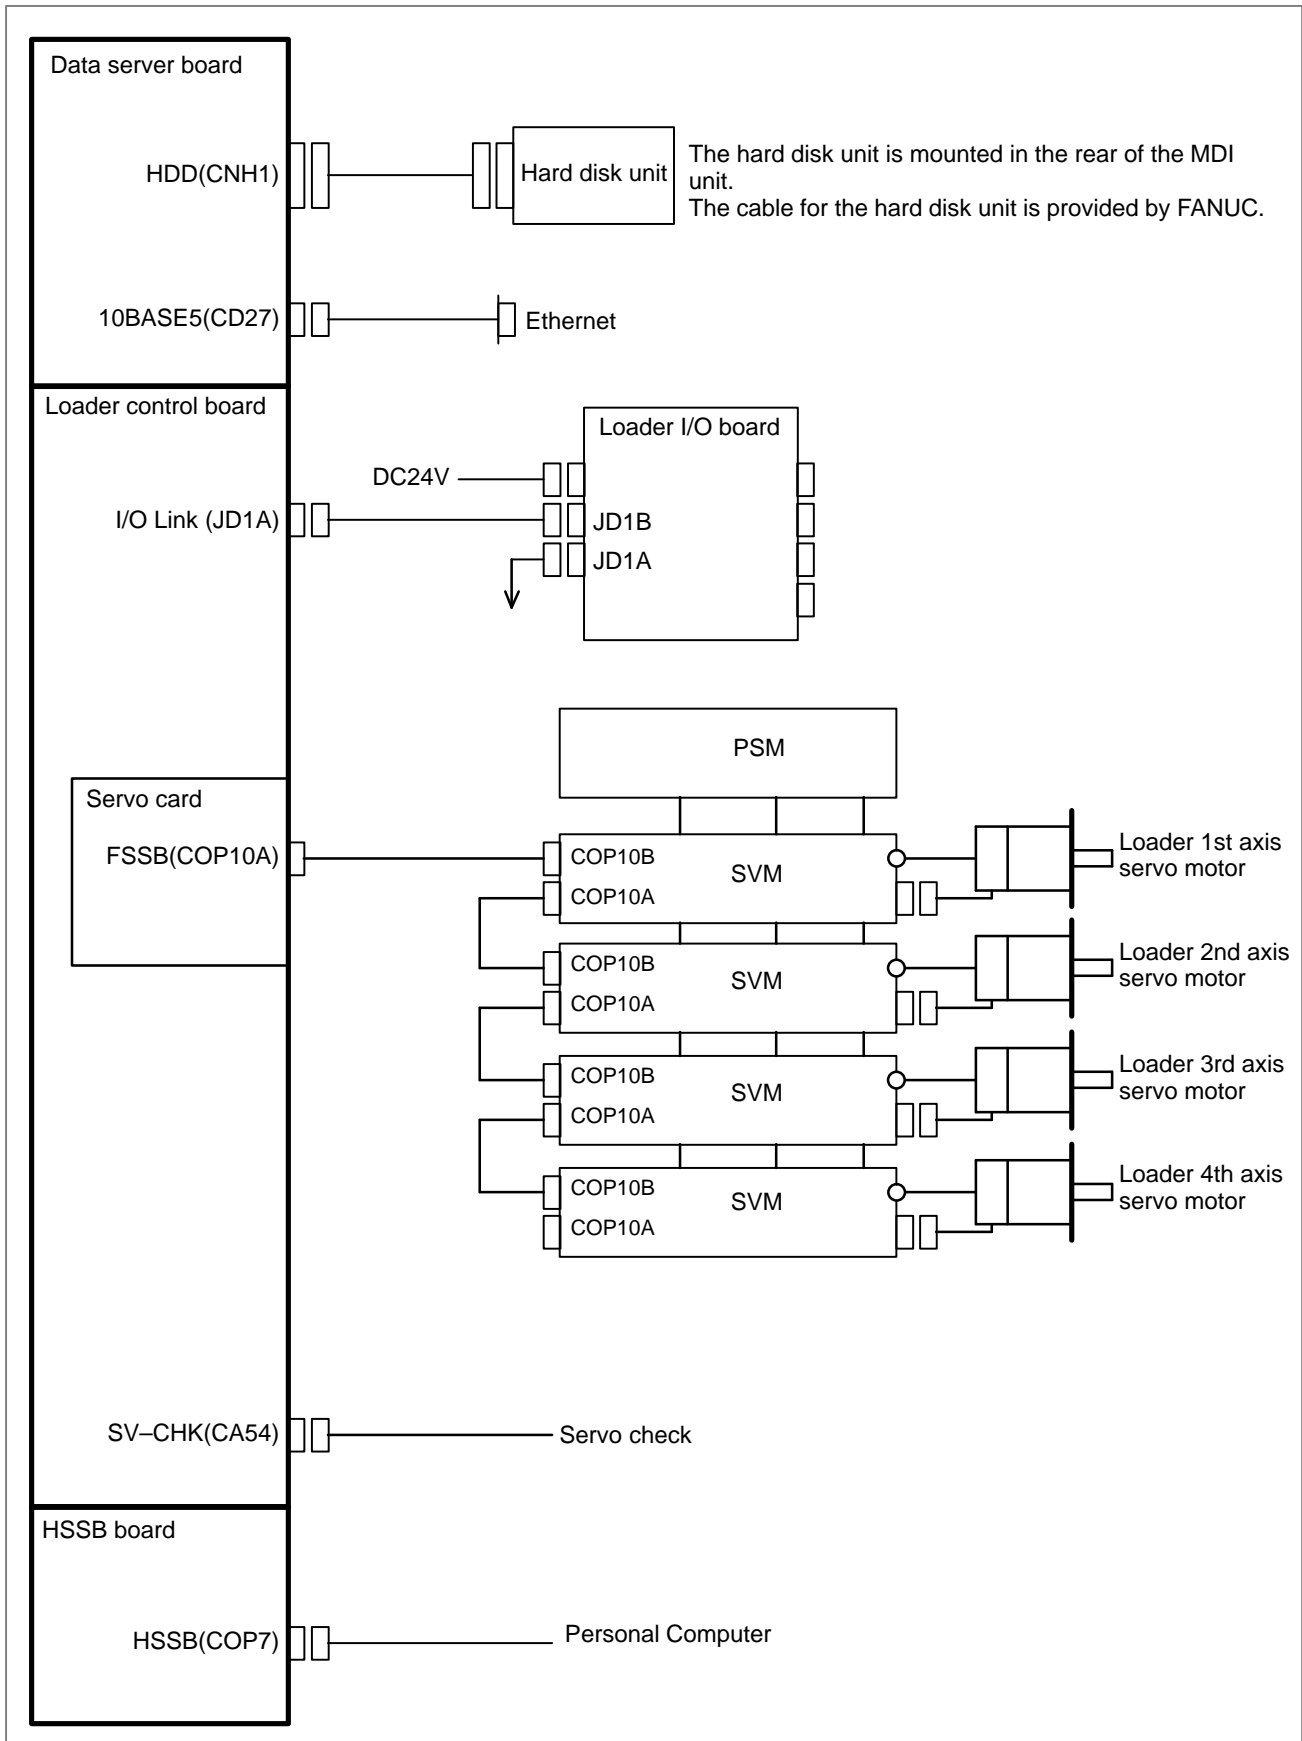 Data server board
HDD(CNH1)
Hard disk unit
The hard disk unit is mounted in the rear of the MDI
unit.
The cable for the hard disk unit is provided by FANUC.
10BASE5(CD27)
Ethernet
Loader control board
Loader I/O board
DC24V
I/O Link (JD1A)
JD1B
JD1A
PSM
Servo card
FSSB(COP10A)
COP10B
SVM
COP10A
Loader 1st axis
servo motor
COP10B
SVM
COP10A
Loader 2nd axis
servo motor
COP10B
SVM
COP10A
Loader 3rd axis
servo motor
COP10B
SVM
COP10A
Loader 4th axis
servo motor
SV–CHK(CA54)
Servo check
HSSB board
HSSB(COP7)
Personal Computer